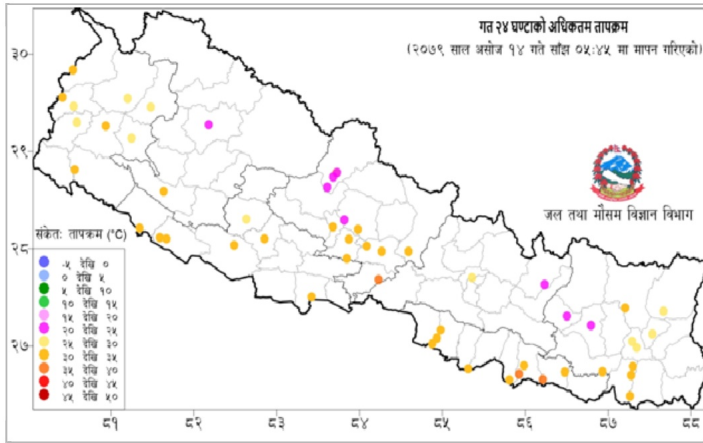 गत २४ घण्टाको अधिकतम तापक्रम
(२०७९ साल असोज १४ गते साँझ ०५:४५ मा मापन गरिएको)
३०
२९
२८
२७
जल तथा मौसम विज्ञान विभाग
संकेतः तापक्रम (°C)
-५ देखि ०
० देखि ५
५ देखि १०
१० देखि १५
१५ देखि २०
२० देखि २५
२५ देखि ३०
३० देखि ३५
३५ देखि ४०
४० देखि ४५
४५ देखि ५०
८१ ८२ ८३ ८४ ८५ ८६ ८७ ८८